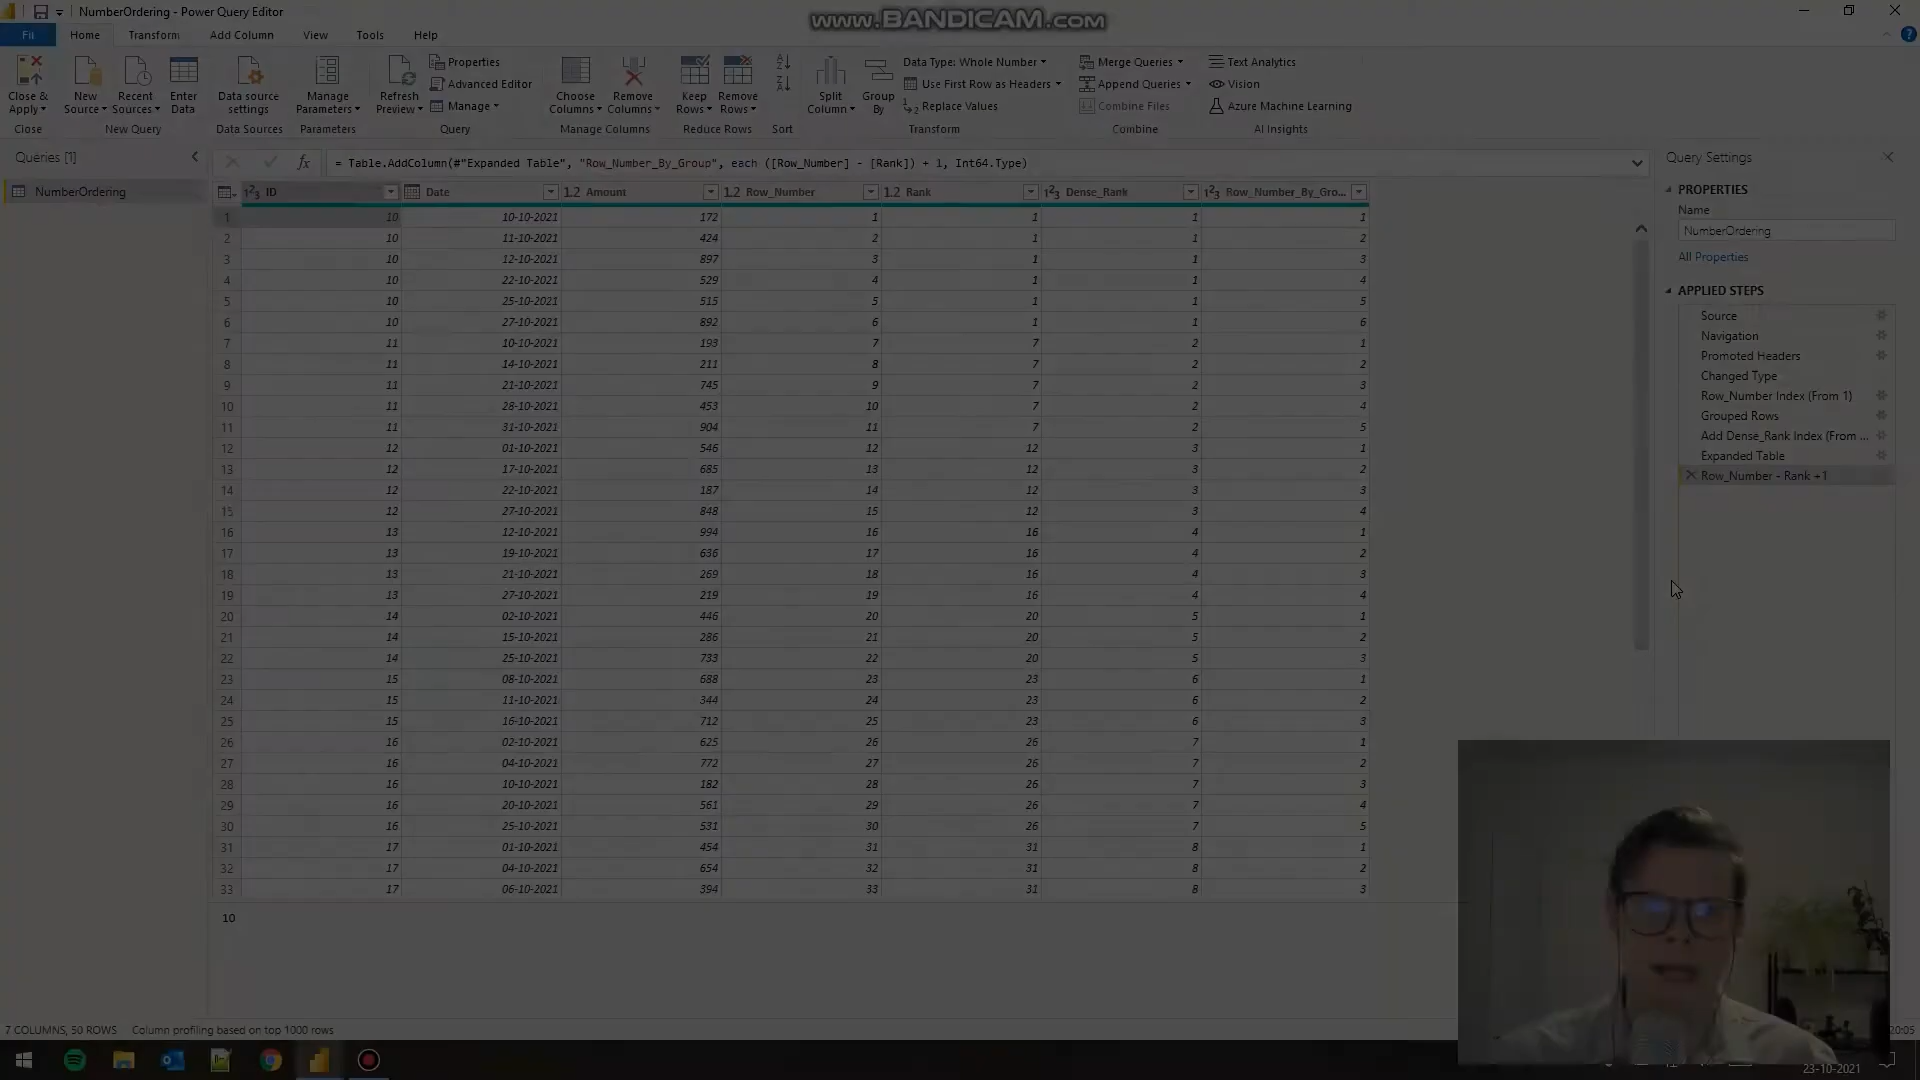 NumberOrdering - Power Query Editor
www.BANDICAM.com
Home Transform Add Column View Tools Help
Close & Apply New Source Recent Sources Enter Data Data source settings Manage Parameters Refresh Preview Properties Advanced Editor Manage Choose Columns Remove Columns Keep Rows Remove Rows Split Column Group By Data Type: Whole Number Use First Row as Headers Replace Values Merge Queries Append Queries Combine Files Text Analytics Vision Azure Machine Learning
Close New Query Data Sources Parameters Query Manage Columns Reduce Rows Sort Transform Combine AI Insights
Queries [1]
NumberOrdering
= Table.AddColumn(#"Expanded Table", "Row_Number_By_Group", each ([Row_Number] - [Rank]) + 1, Int64.Type)
ID Date Amount Row_Number Rank Dense_Rank Row_Number_By_Gro...
1 10 10-10-2021 172 1 1 1 1
2 10 11-10-2021 424 2 1 1 2
3 10 12-10-2021 897 3 1 1 3
4 10 22-10-2021 529 4 1 1 4
5 10 25-10-2021 515 5 1 1 5
6 10 27-10-2021 892 6 1 1 6
7 11 10-10-2021 193 7 7 2 1
8 11 14-10-2021 211 8 7 2 2
9 11 21-10-2021 745 9 7 2 3
10 11 28-10-2021 453 10 7 2 4
11 11 31-10-2021 904 11 7 2 5
12 12 01-10-2021 546 12 12 3 1
13 12 17-10-2021 685 13 12 3 2
14 12 22-10-2021 187 14 12 3 3
15 12 27-10-2021 848 15 12 3 4
16 13 12-10-2021 994 16 16 4 1
17 13 19-10-2021 636 17 16 4 2
18 13 21-10-2021 269 18 16 4 3
19 13 27-10-2021 219 19 16 4 4
20 14 02-10-2021 446 20 20 5 1
21 14 15-10-2021 286 21 20 5 2
22 14 25-10-2021 733 22 20 5 3
23 15 08-10-2021 688 23 23 6 1
24 15 11-10-2021 344 24 23 6 2
25 15 16-10-2021 712 25 23 6 3
26 16 02-10-2021 625 26 26 7 1
27 16 04-10-2021 772 27 26 7 2
28 16 10-10-2021 182 28 26 7 3
29 16 20-10-2021 561 29 26 7 4
30 16 25-10-2021 531 30 26 7 5
31 17 01-10-2021 454 31 31 8 1
32 17 04-10-2021 654 32 31 8 2
33 17 06-10-2021 394 33 31 8 3
10
Query Settings
PROPERTIES
Name
NumberOrdering
All Properties
APPLIED STEPS
Source
Navigation
Promoted Headers
Changed Type
Row_Number Index (From 1)
Grouped Rows
Add Dense_Rank Index (From ...
Expanded Table
Row_Number - Rank +1
7 COLUMNS, 50 ROWS Column profiling based on top 1000 rows
20:05
23-10-2021